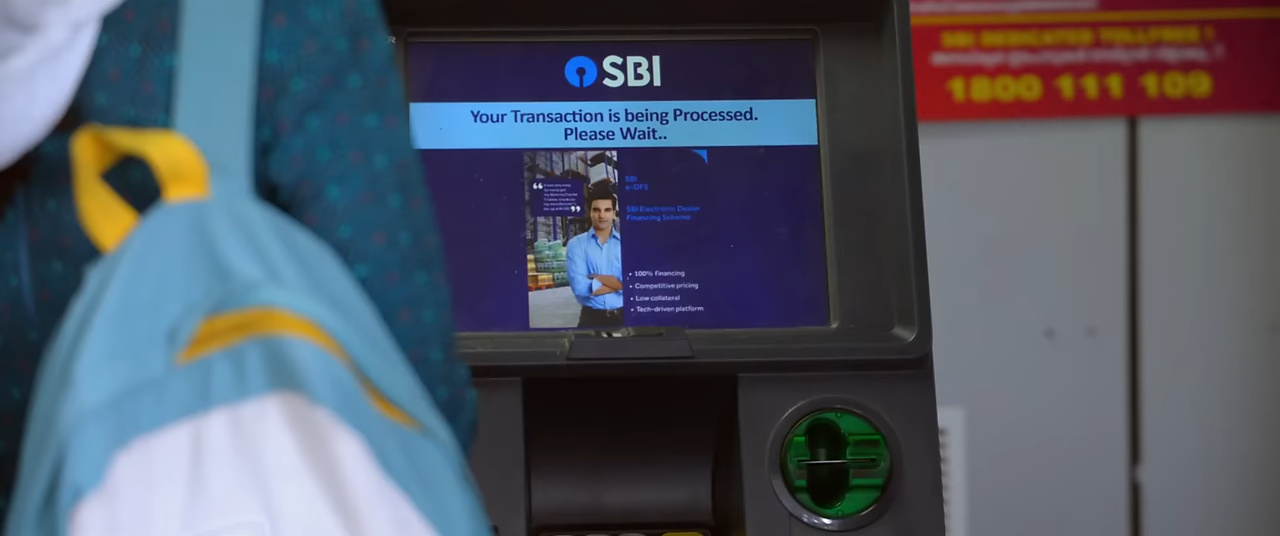 SBI
Your Transaction is being Processed.
Please Wait..
SBI
e-DFS
SBI Electronic Dealer
Financing Scheme
• 100% financing
• Competitive pricing
• Low collateral
• Tech-driven platform
SBI DEDICATED TOLLFREE !
1800 111 109